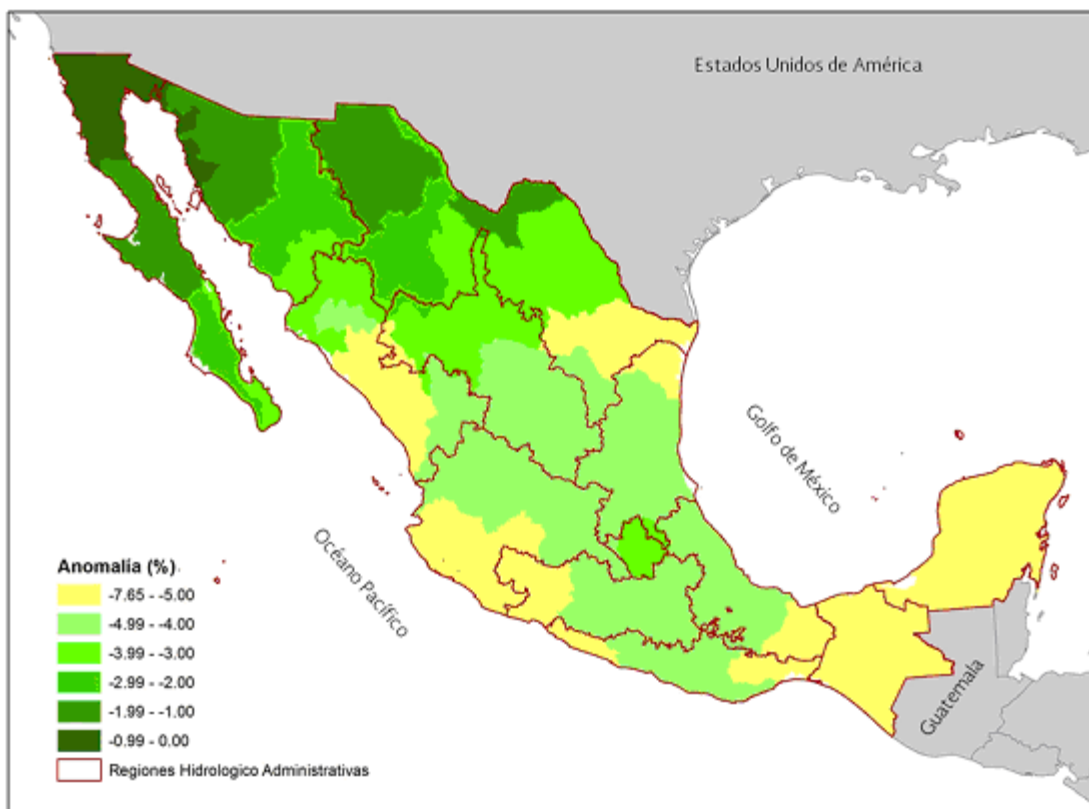 Estados Unidos de América
Golfo de México
Océano Pacífico
Guatemala
Anomalía (%)
-7.65 - -5.00
-4.99 - -4.00
-3.99 - -3.00
-2.99 - -2.00
-1.99 - -1.00
-0.99 - 0.00
Regiones Hidrologico Administrativas